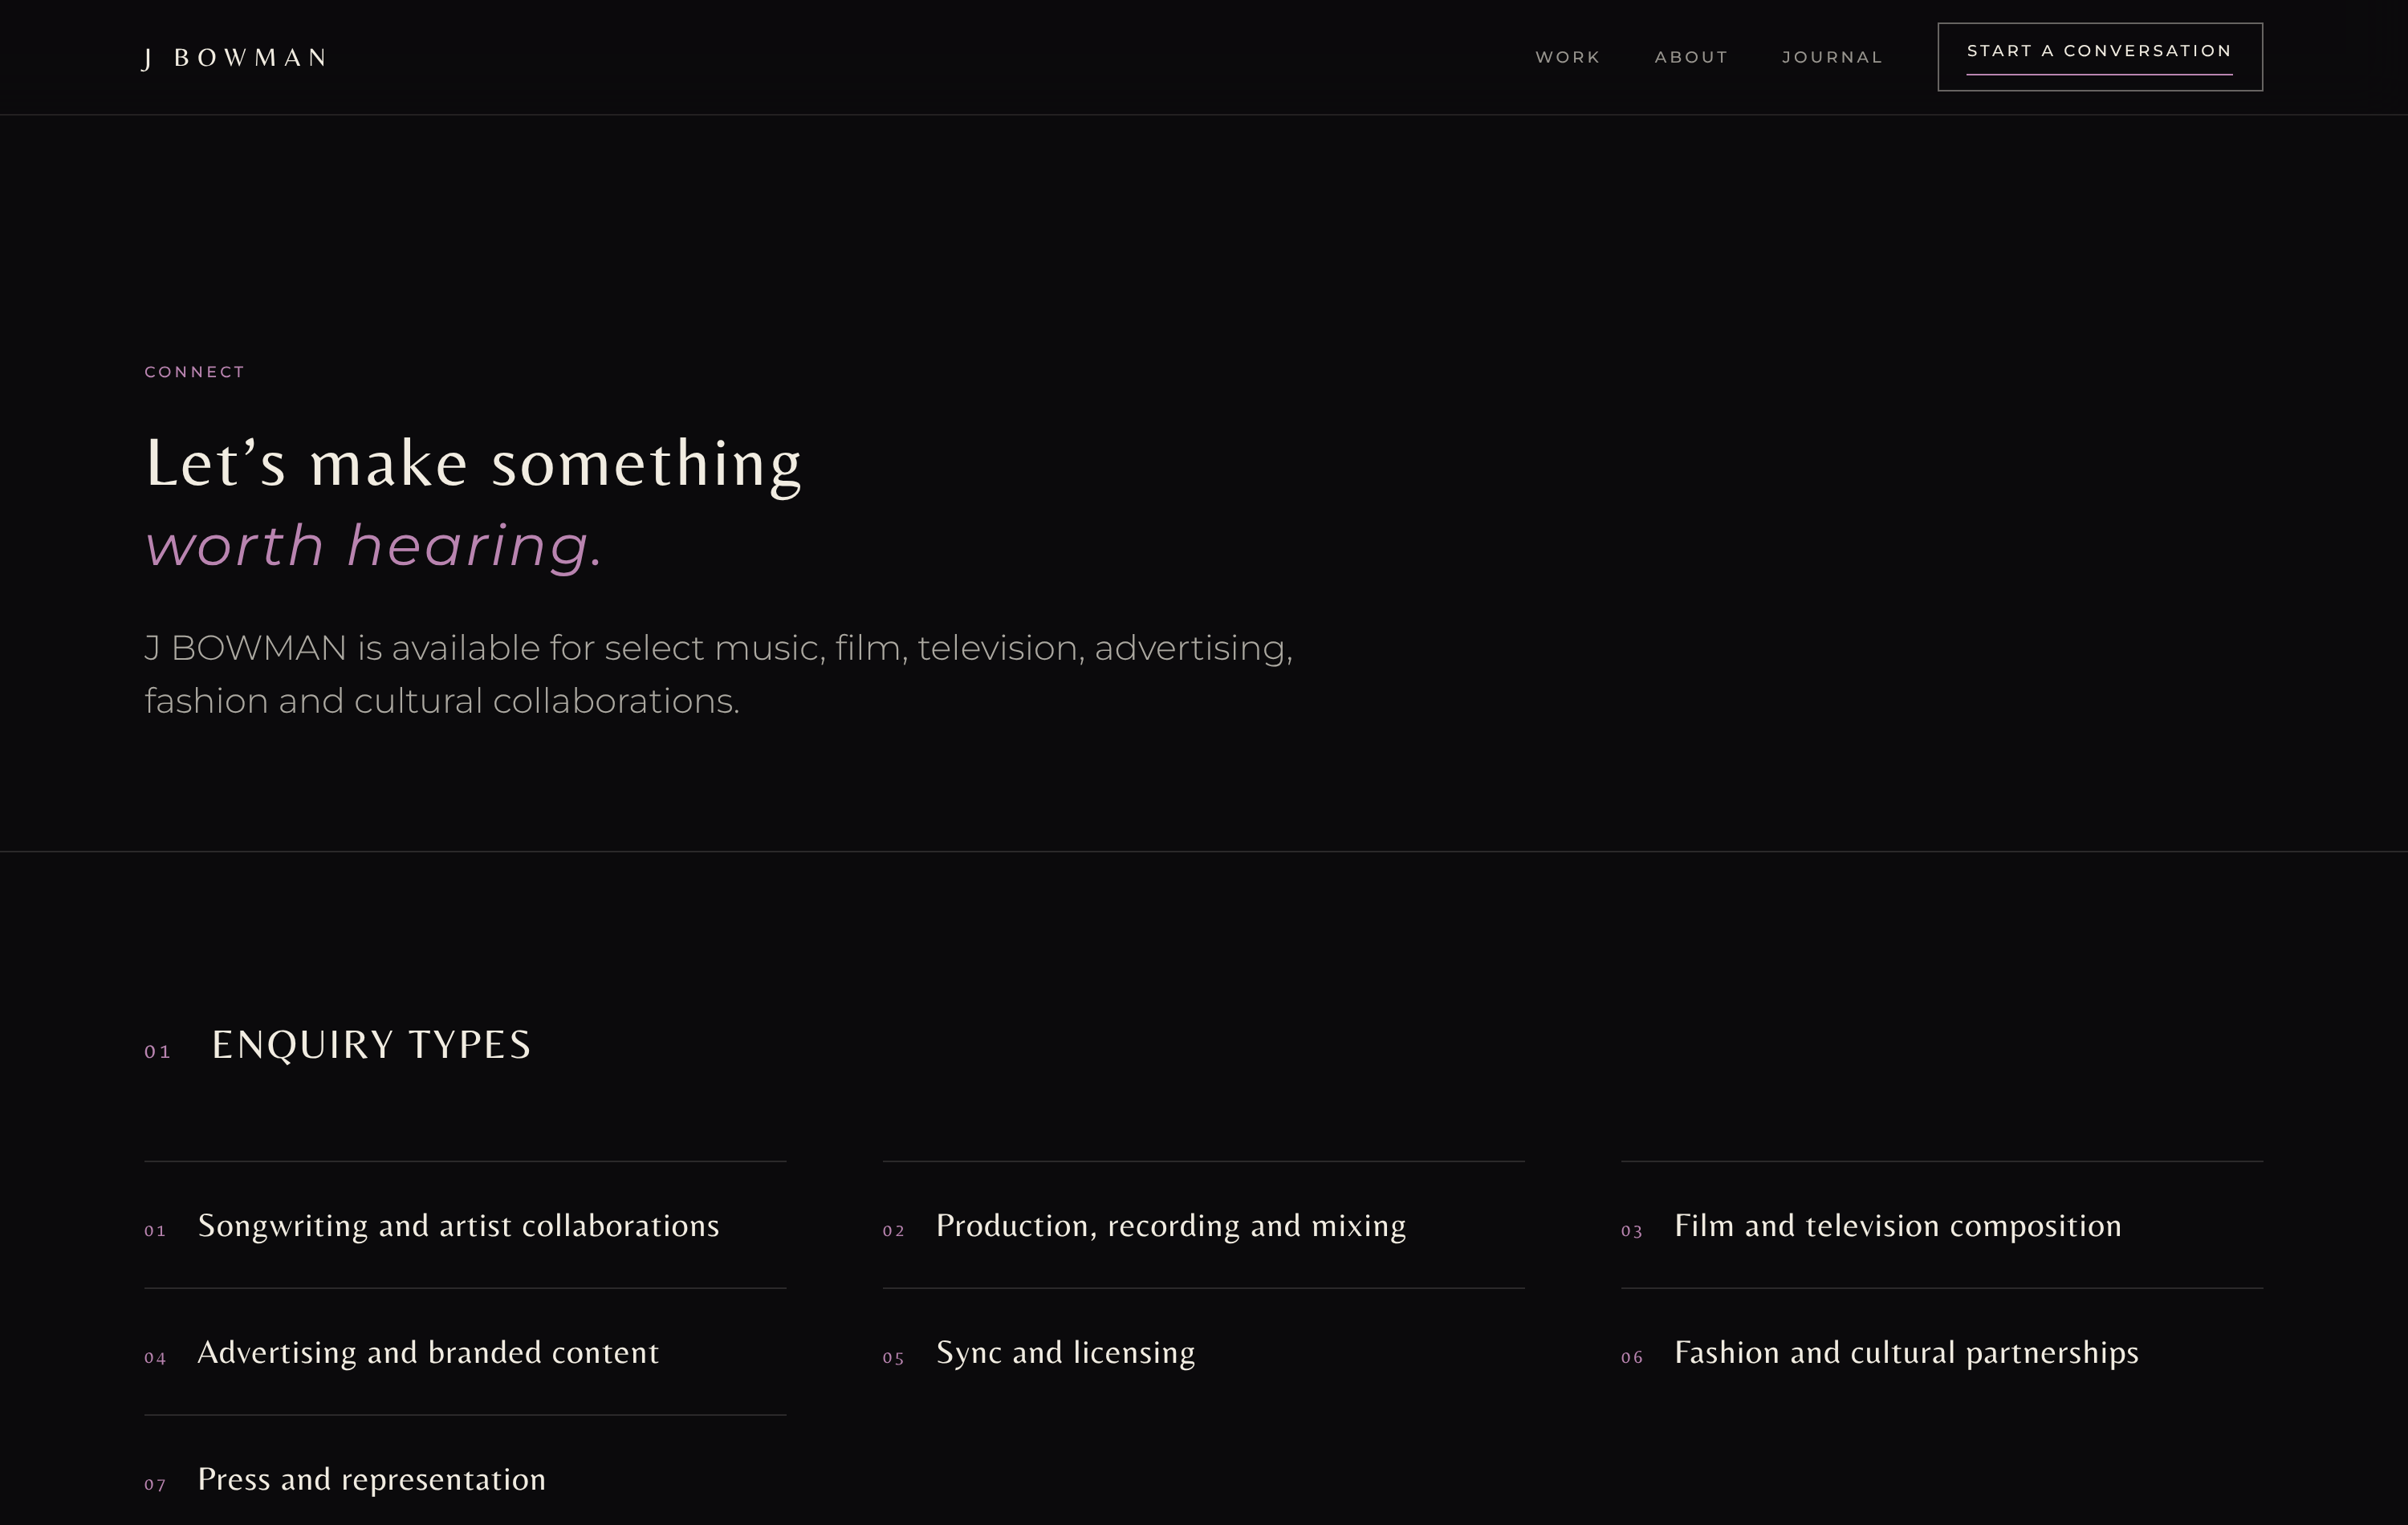 J BOWMAN
WORK
ABOUT
JOURNAL
START A CONVERSATION
CONNECT
Let’s make something
worth hearing.
J BOWMAN is available for select music, film, television, advertising,
fashion and cultural collaborations.
01 ENQUIRY TYPES
01 Songwriting and artist collaborations
02 Production, recording and mixing
03 Film and television composition
04 Advertising and branded content
05 Sync and licensing
06 Fashion and cultural partnerships
07 Press and representation